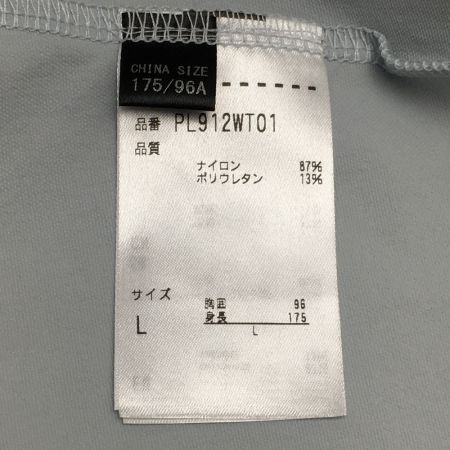 CHINA SIZE
175/96A
品番 PL912WT01
品質
ナイロン 87%
ポリウレタン 13%
サイズ
L
胸囲 96
身長 175
L